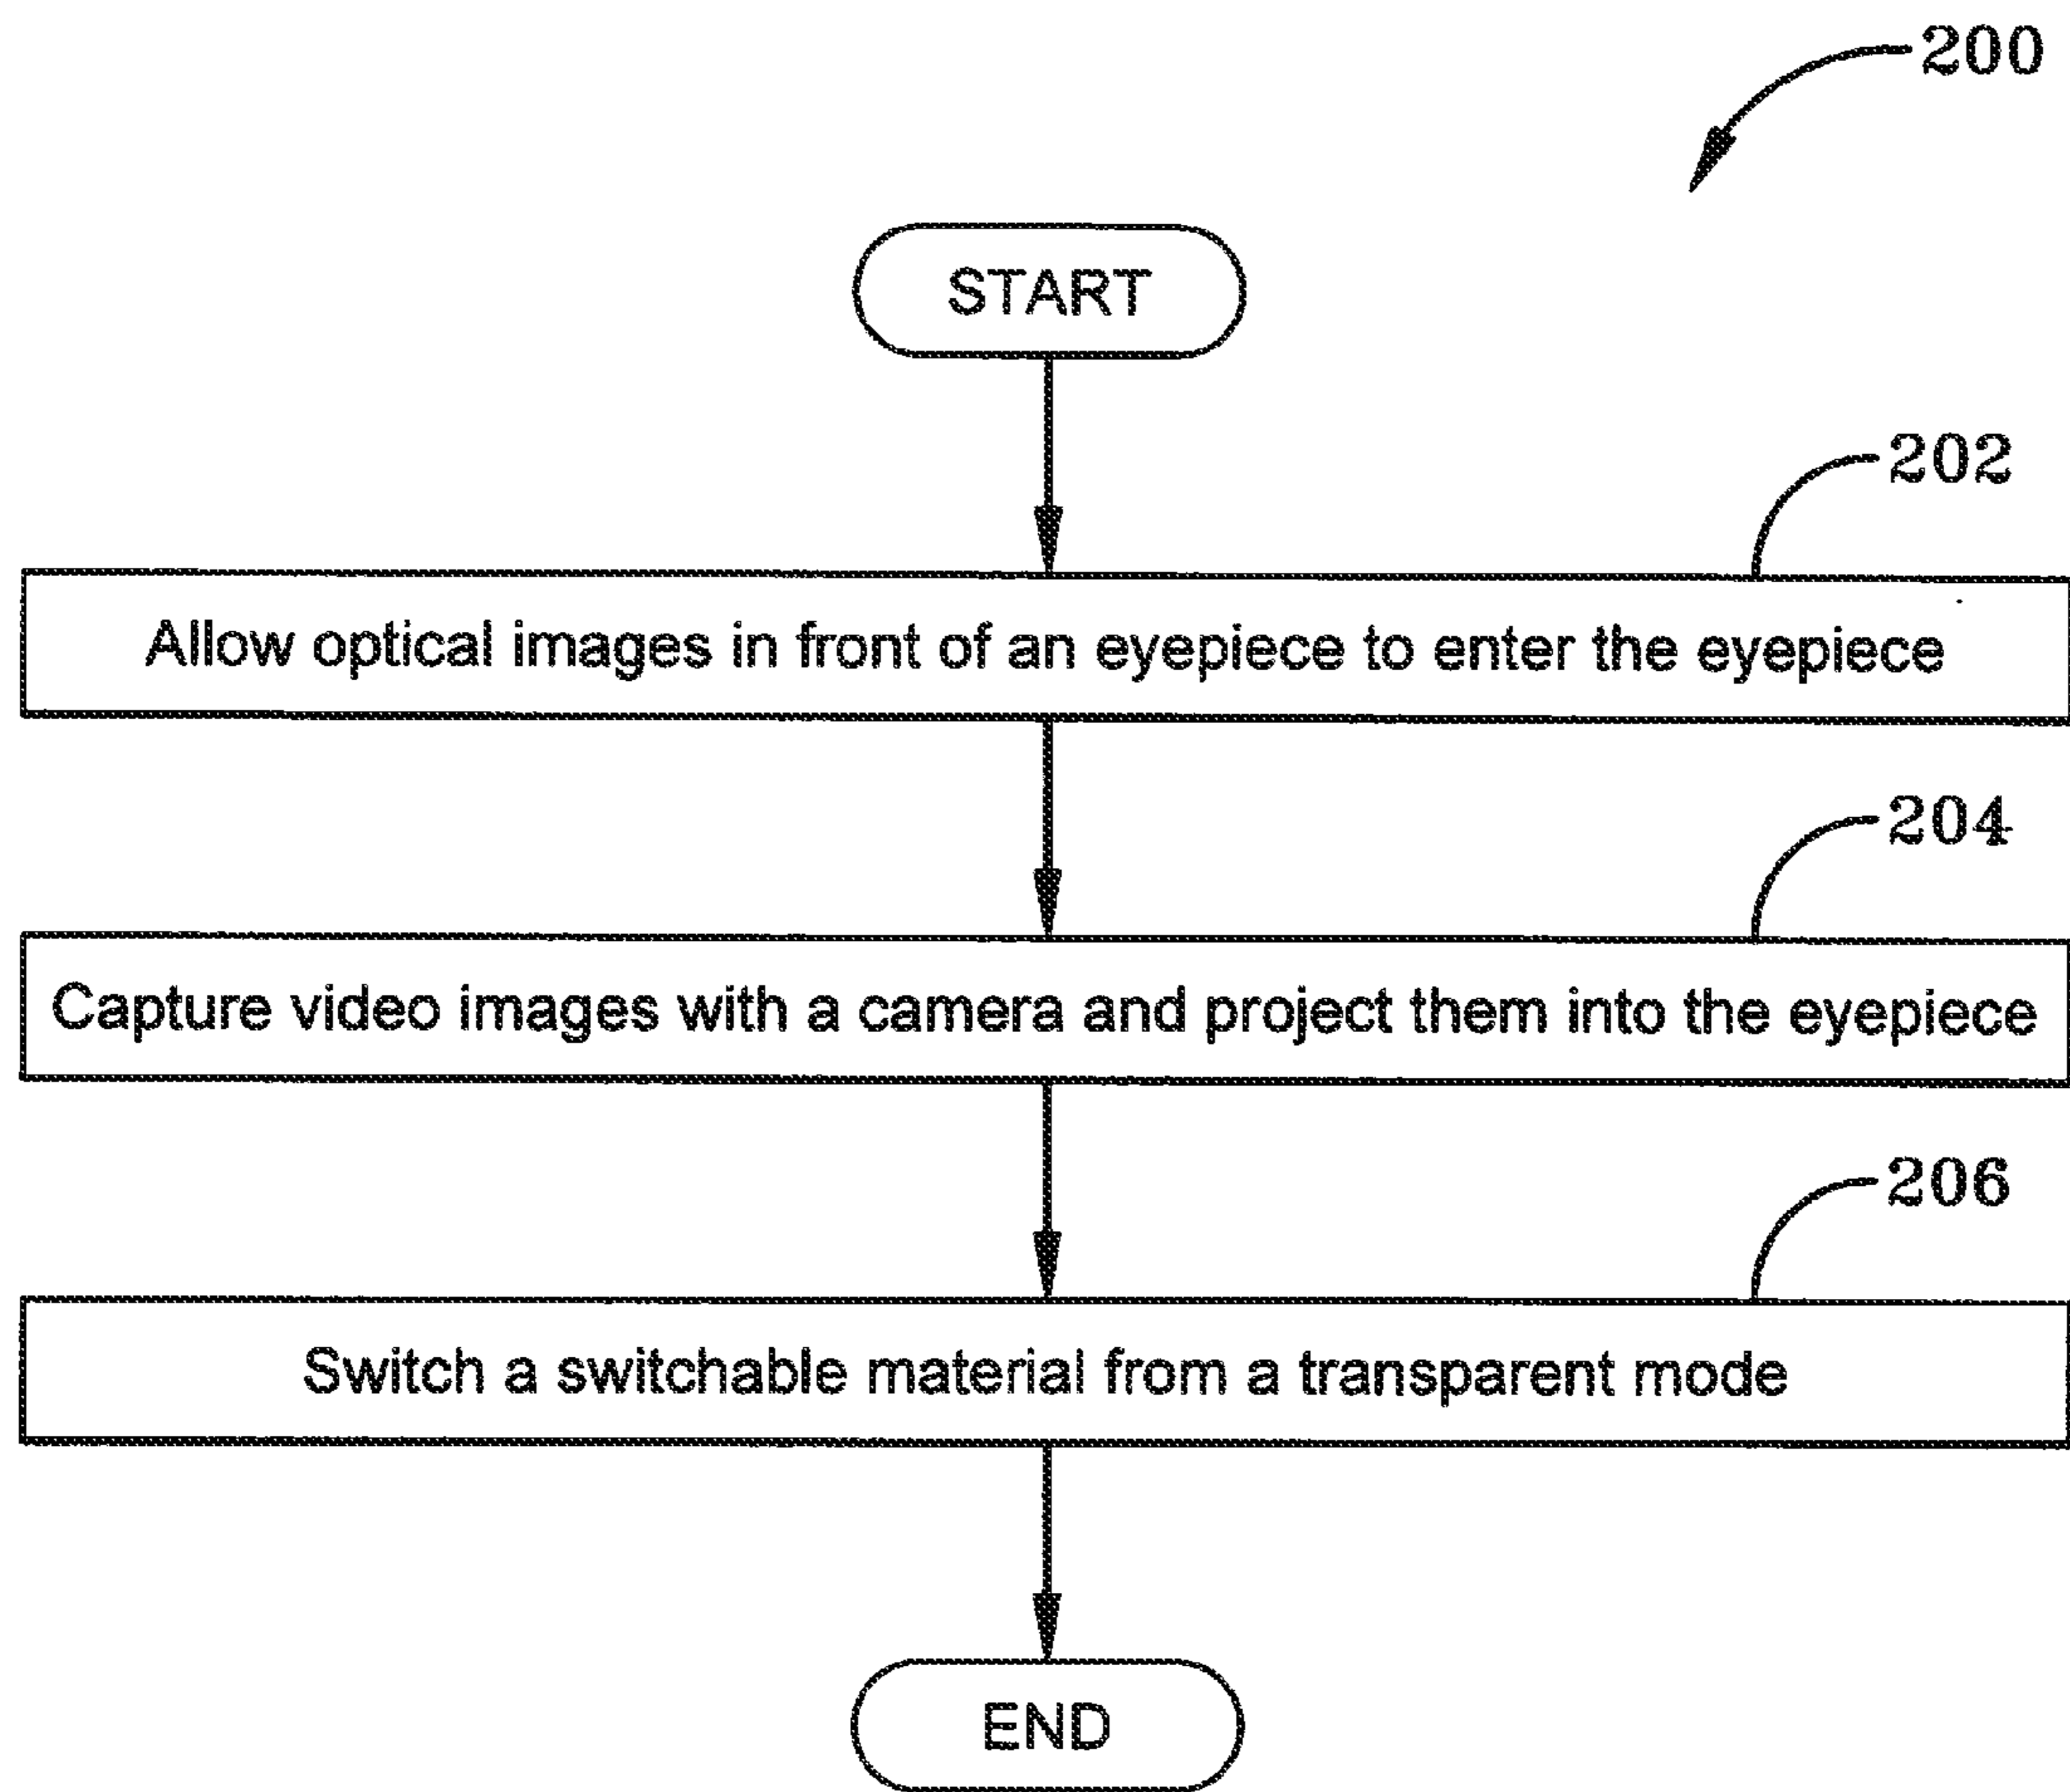 200
START
202
Allow optical images in front of an eyepiece to enter the eyepiece
204
Capture video images with a camera and project them into the eyepiece
206
Switch a switchable material from a transparent mode
END